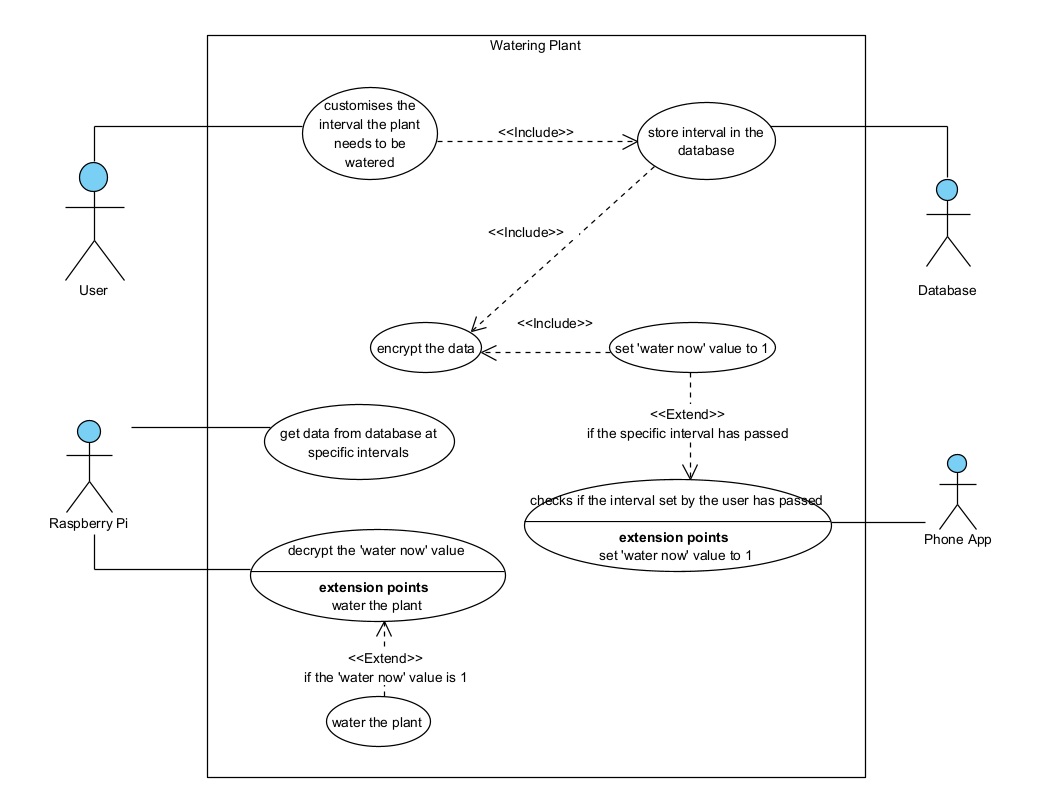 Watering Plant
customises the
interval the plant
needs to be
watered
<<Include>>
store interval in the
database
<<Include>>
User
Database
<<Include>>
encrypt the data
set 'water now' value to 1
<<Extend>>
if the specific interval has passed
get data from database at
specific intervals
Raspberry Pi
checks if the interval set by the user has passed
extension points
set 'water now' value to 1
Phone App
decrypt the 'water now' value
extension points
water the plant
<<Extend>>
if the 'water now' value is 1
water the plant